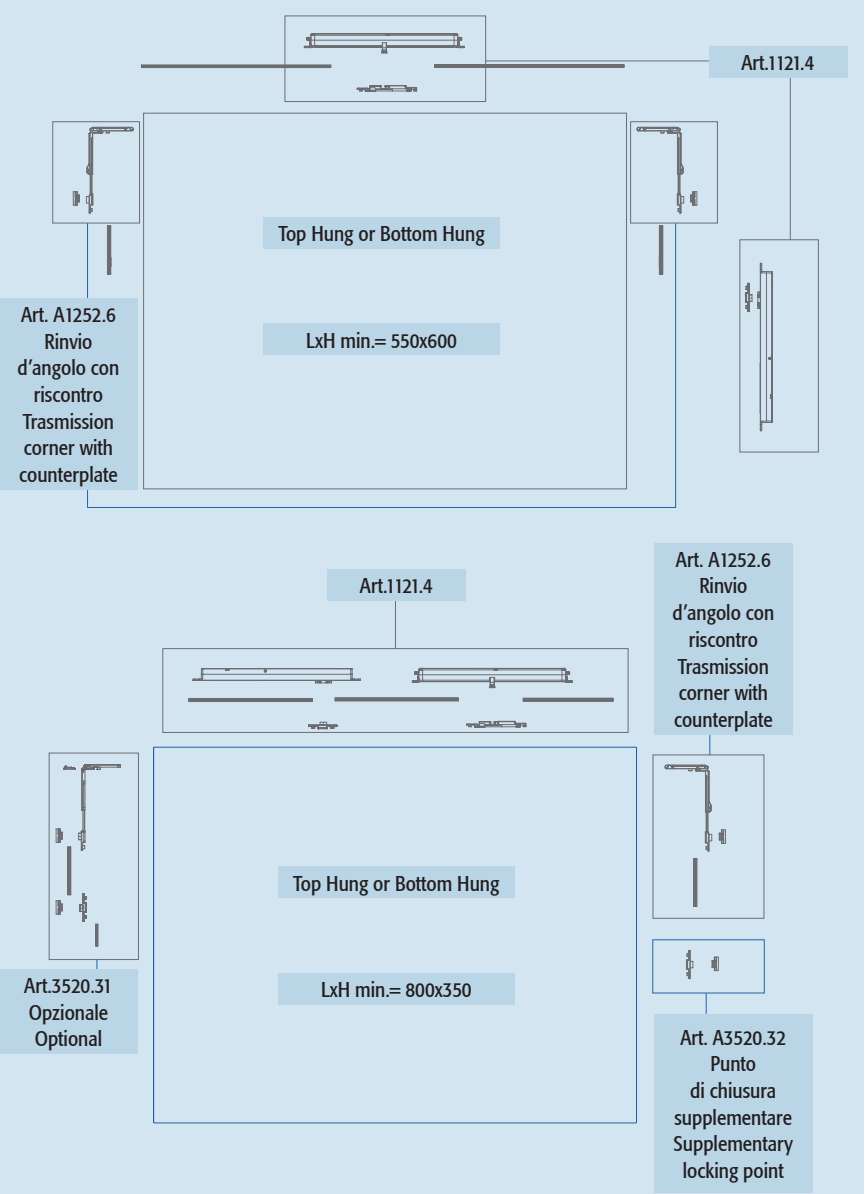 Art.1121.4
Top Hung or Bottom Hung
LxH min.= 550x600
Art. A1252.6
Rinvio
d'angolo con
riscontro
Trasmission
corner with
counterplate
Art.1121.4
Art. A1252.6
Rinvio
d'angolo con
riscontro
Trasmission
corner with
counterplate
Top Hung or Bottom Hung
LxH min.= 800x350
Art.3520.31
Opzionale
Optional
Art. A3520.32
Punto
di chiusura
supplementare
Supplementary
locking point